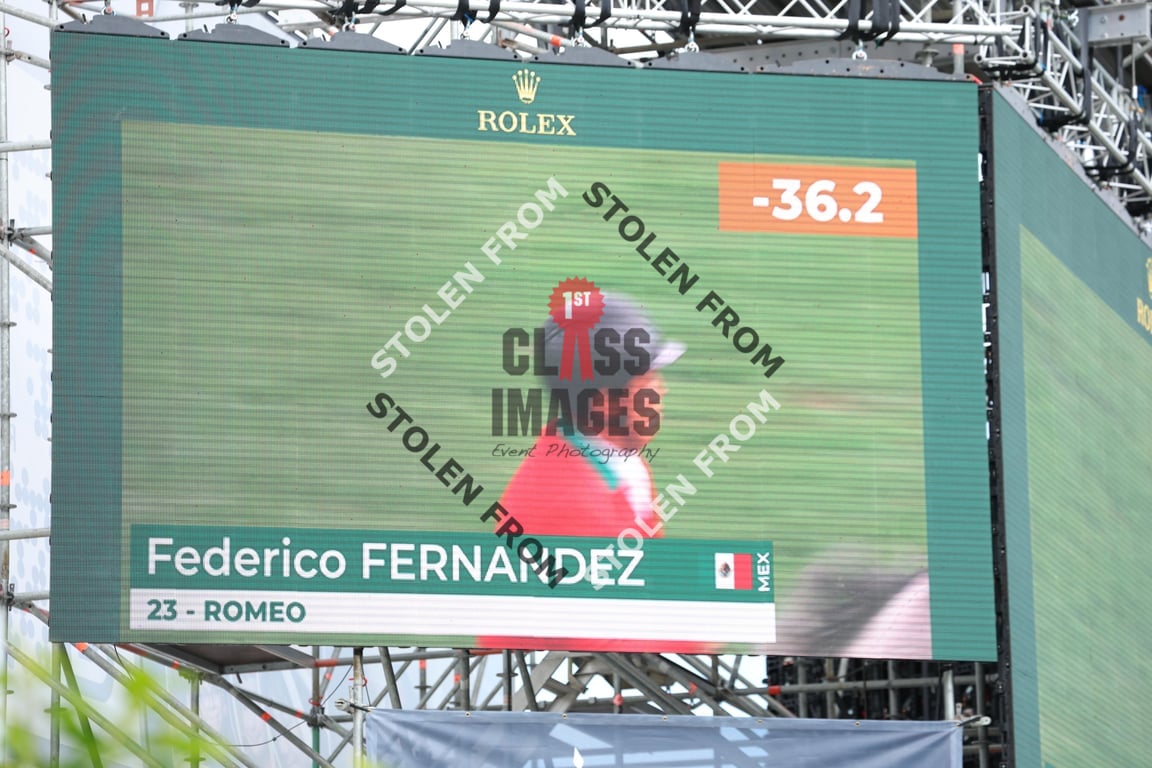 ROLEX
-36.2
STOLEN FROM
STOLEN FROM
1ST
CLASS
IMAGES
Event Photography
STOLEN FROM
STOLEN FROM
Federico FERNANDEZ
MEX
23 - ROMEO